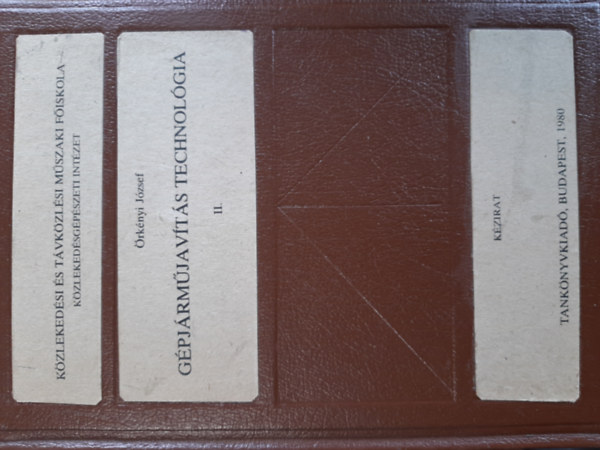 KÖZLEKEDÉSI ÉS TÁVKÖZLÉSI MŰSZAKI FŐISKOLA
KÖZLEKEDÉSGÉPÉSZETI INTÉZET
Örkényi József
GÉPJÁRMŰJAVÍTÁS TECHNOLÓGIA
II.
KÉZIRAT
TANKÖNYVKIADÓ, BUDAPEST, 1980